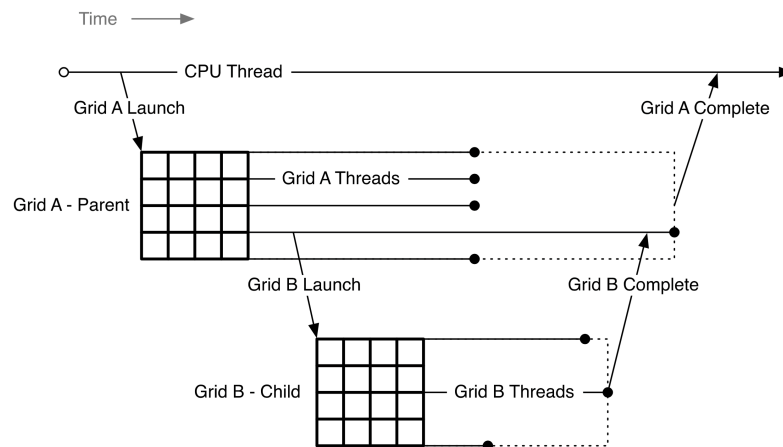 Time
CPU Thread
Grid A Launch
Grid A Complete
Grid A Threads
Grid A - Parent
Grid B Launch
Grid B Complete
Grid B - Child
Grid B Threads